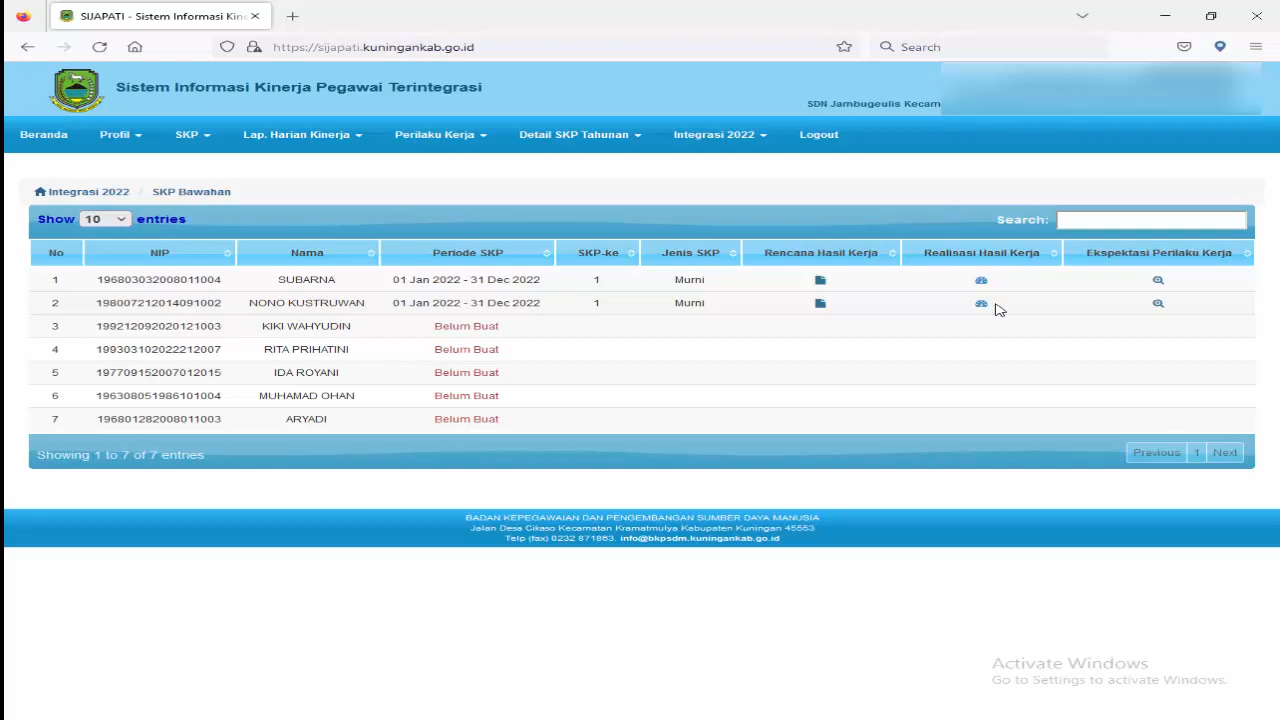 SIJAPATI - Sistem Informasi Kin
https://sijapati.kuningankab.go.id
Search
Sistem Informasi Kinerja Pegawai Terintegrasi
SDN Jambugeulis Kecam
Beranda Profil SKP Lap. Harian Kinerja Perilaku Kerja Detail SKP Tahunan Integrasi 2022 Logout
Integrasi 2022 / SKP Bawahan
Show 10 entries Search:
No NIP Nama Periode SKP SKP-ke Jenis SKP Rencana Hasil Kerja Realisasi Hasil Kerja Ekspektasi Perilaku Kerja
1 196803032008011004 SUBARNA 01 Jan 2022 - 31 Dec 2022 1 Murni
2 198007212014091002 NONO KUSTRUWAN 01 Jan 2022 - 31 Dec 2022 1 Murni
3 199212092020121003 KIKI WAHYUDIN Belum Buat
4 199303102022212007 RITA PRIHATINI Belum Buat
5 197709152007012015 IDA ROYANI Belum Buat
6 196308051986101004 MUHAMAD OHAN Belum Buat
7 196801282008011003 ARYADI Belum Buat
Showing 1 to 7 of 7 entries Previous 1 Next
BADAN KEPEGAWAIAN DAN PENGEMBANGAN SUMBER DAYA MANUSIA
Jalan Desa Cikaso Kecamatan Kramatmulya Kabupaten Kuningan 45553
Telp (fax) 0232 871863. info@bkpsdm.kuningankab.go.id
Activate Windows
Go to Settings to activate Windows.